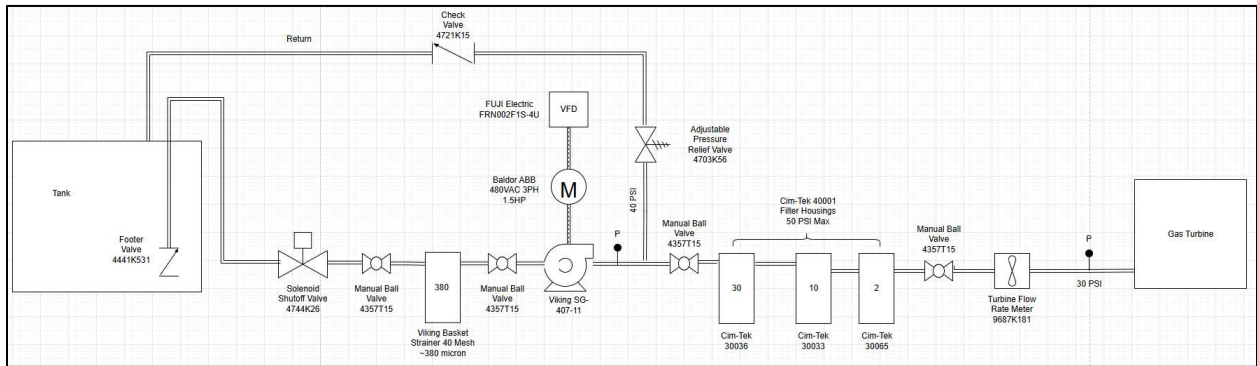 Check
Valve
4721K15
Return
FUJI Electric
FRN002F1S-4U
VFD
Adjustable
Pressure
Relief Valve
4703K56
Baldor ABB
480VAC 3PH
1.5HP
M
40 PSI
Tank
Footer
Valve
4441K531
Solenoid
Shutoff Valve
4744K26
Manual Ball
Valve
4357T15
380
Viking Basket
Strainer 40 Mesh
~380 micron
Manual Ball
Valve
4357T15
Viking SG-
407-11
P
Manual Ball
Valve
4357T15
Cim-Tek 40001
Filter Housings
50 PSI Max
30
Cim-Tek
30036
10
Cim-Tek
30033
2
Cim-Tek
30065
Manual Ball
Valve
4357T15
Turbine Flow
Rate Meter
9687K181
P
30 PSI
Gas Turbine